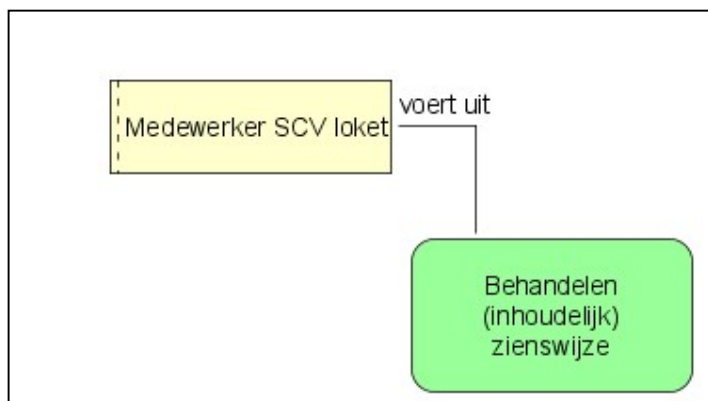 voert uit
Medewerker SCV loket
Behandelen
(inhoudelijk)
zienswijze